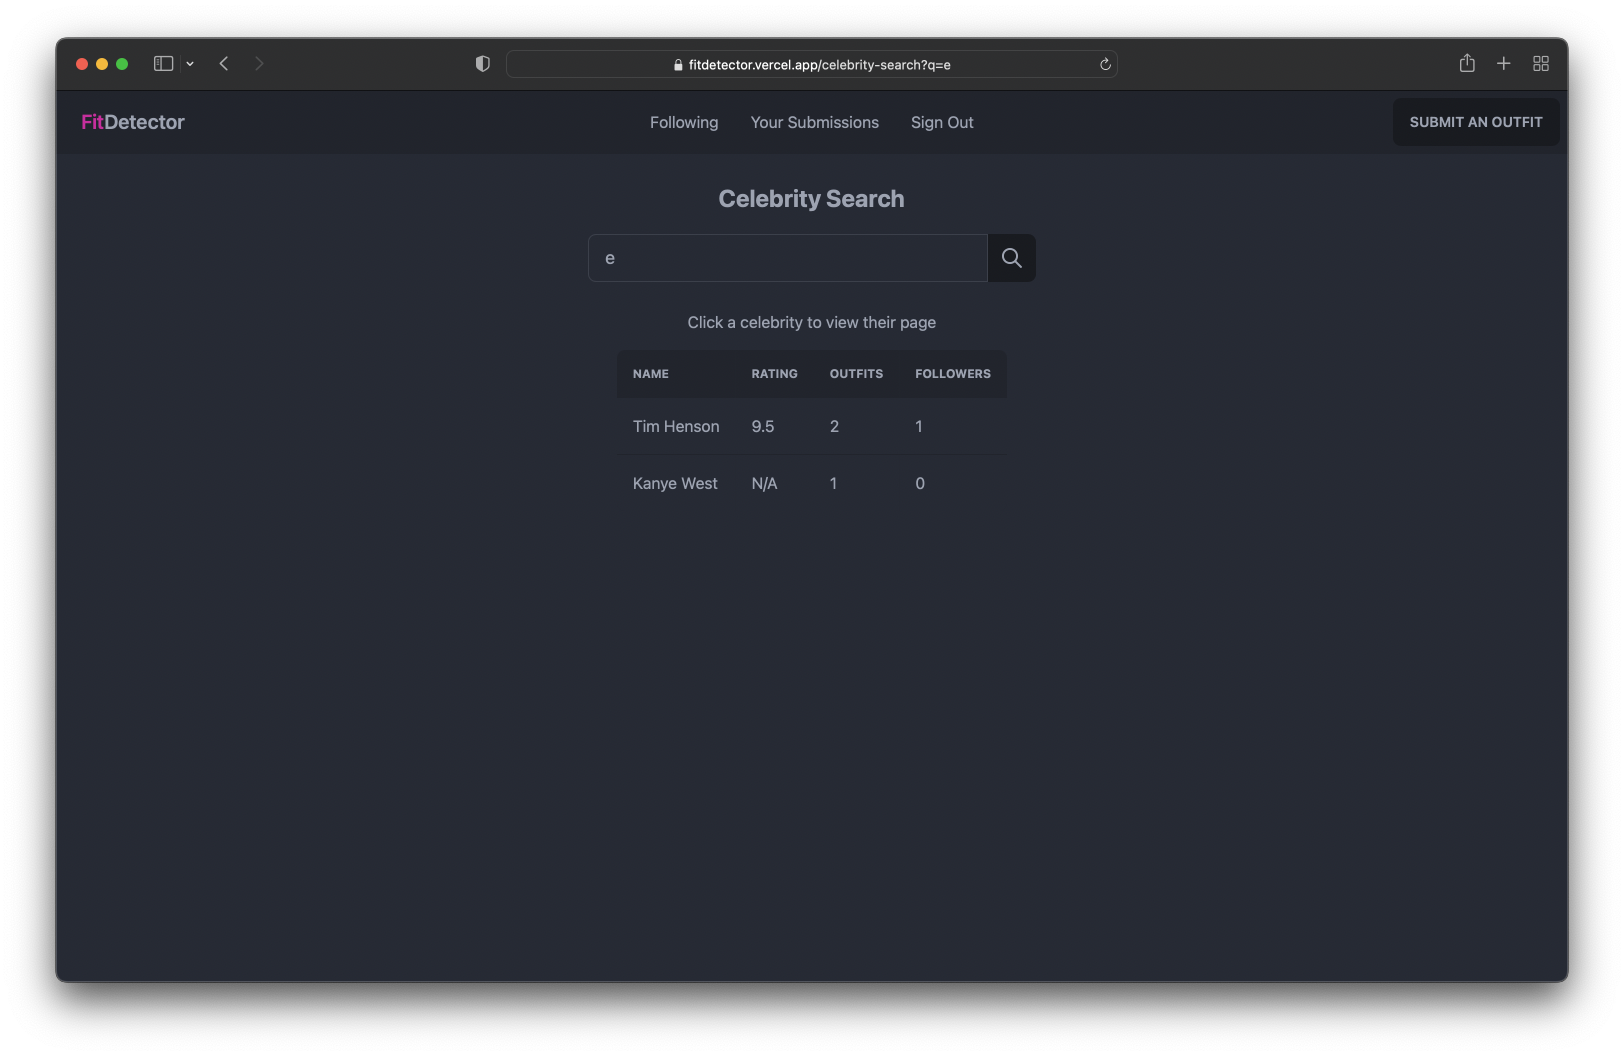 fitdetector.vercel.app/celebrity-search?q=e
FitDetector
Following Your Submissions Sign Out
SUBMIT AN OUTFIT
Celebrity Search
e
Click a celebrity to view their page
NAME RATING OUTFITS FOLLOWERS
Tim Henson 9.5 2 1
Kanye West N/A 1 0